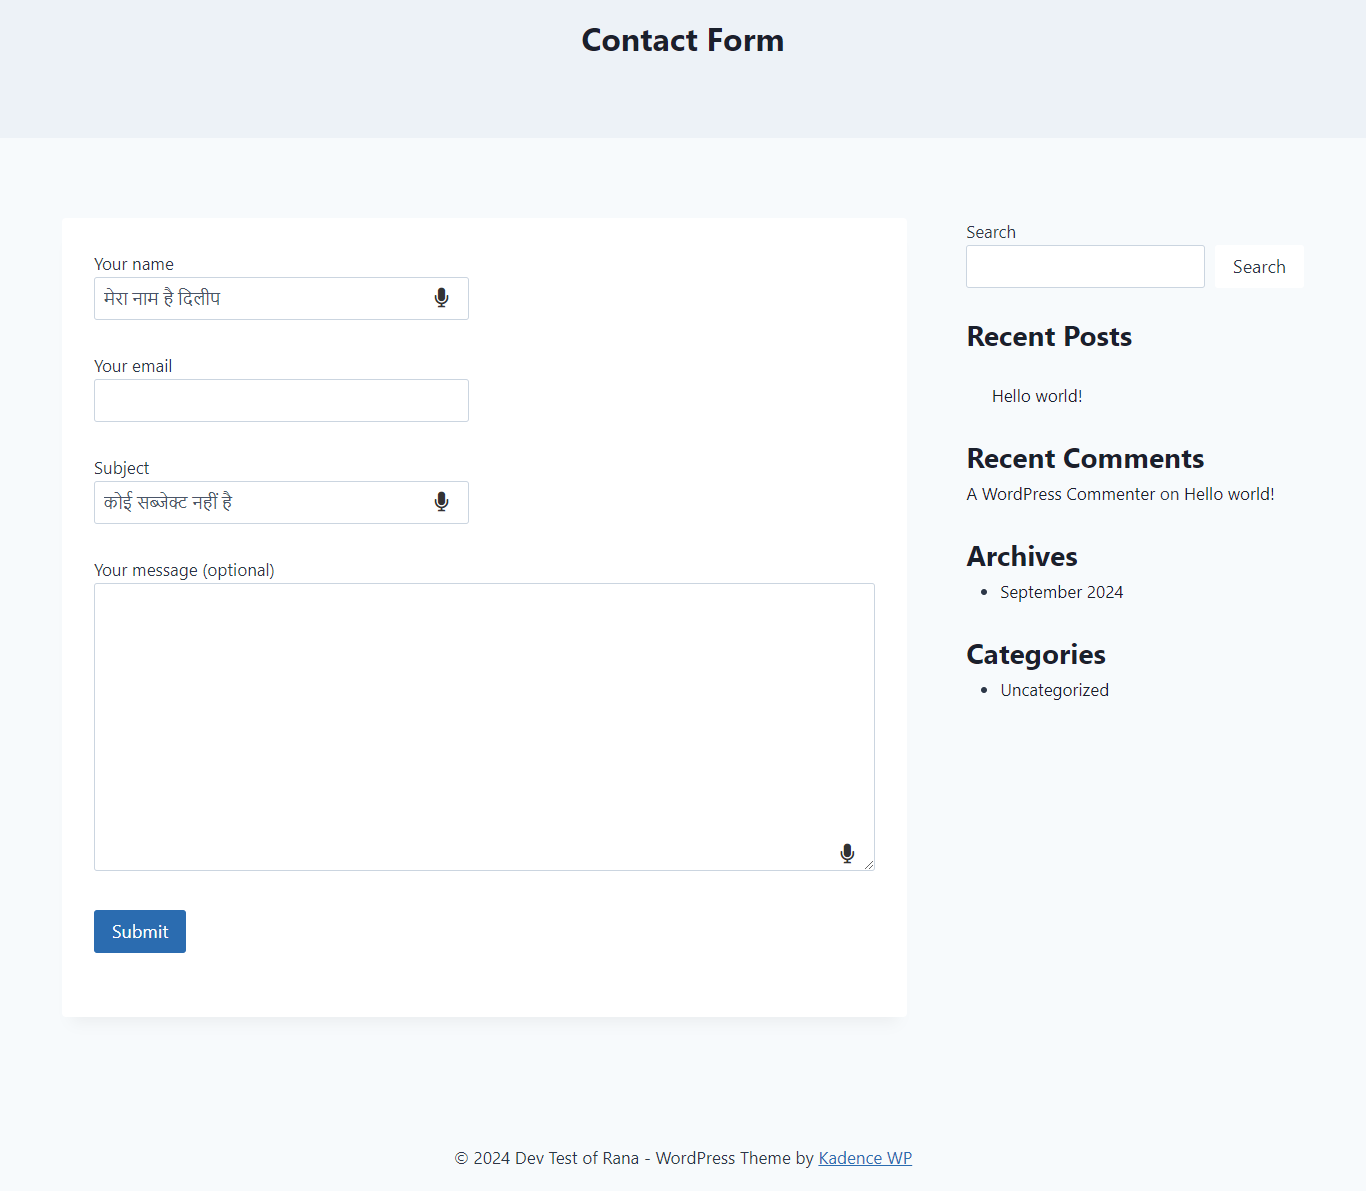 Contact Form
Your name
मेरा नाम है दिलीप
Your email
Subject
कोई सब्जेक्ट नहीं है
Your message (optional)
Submit
Search
Search
Recent Posts
Hello world!
Recent Comments
A WordPress Commenter on Hello world!
Archives
September 2024
Categories
Uncategorized
© 2024 Dev Test of Rana - WordPress Theme by Kadence WP